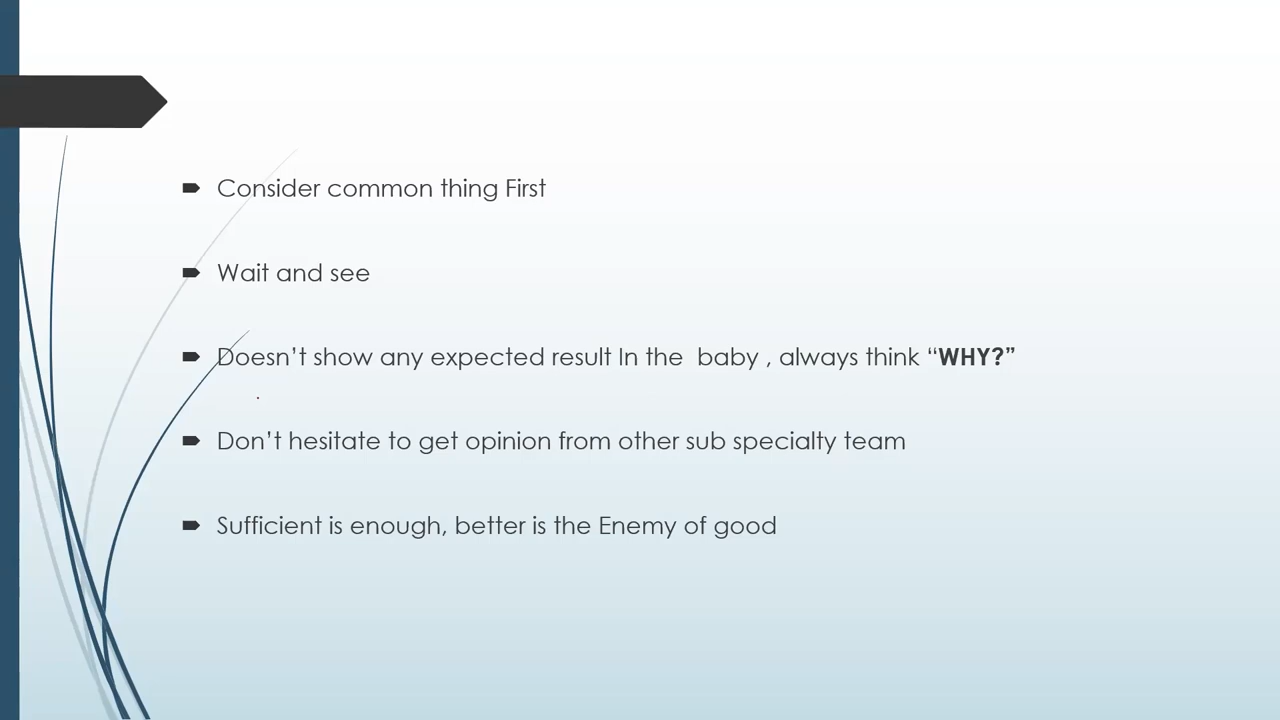 Consider common thing First
Wait and see
Doesn’t show any expected result In the  baby , always think “WHY?”
Don’t hesitate to get opinion from other sub specialty team
Sufficient is enough, better is the Enemy of good